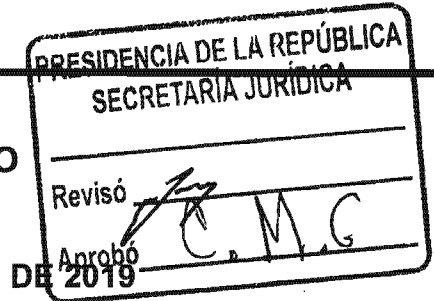 PRESIDENCIA DE LA REPÚBLICA
SECRETARÍA JURÍDICA
O
Revisó
Aprobó C.M.G
DE 2019